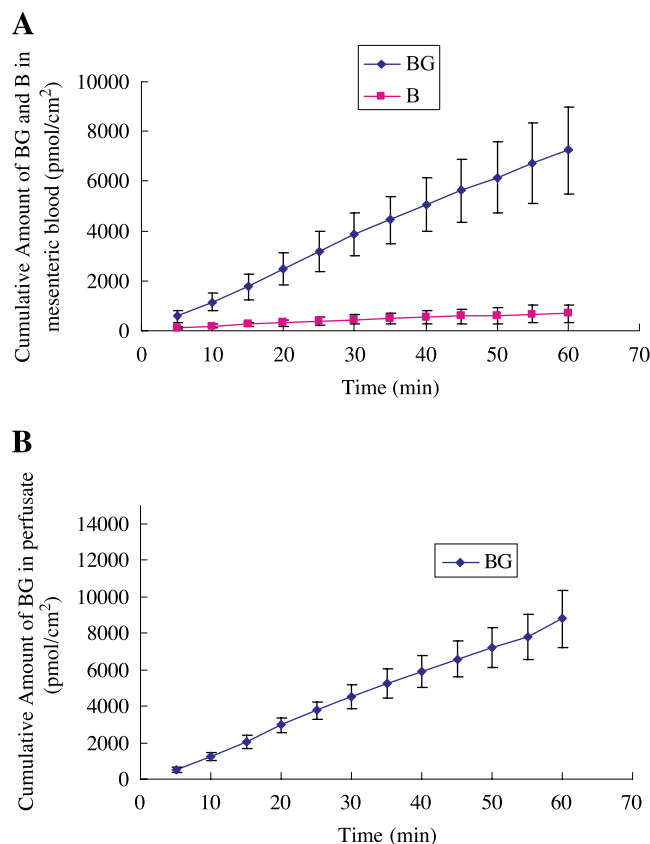 A
BG
B
Cumulative Amount of BG and B in
mesenteric blood (pmol/cm²)
10000
8000
6000
4000
2000
0
0 10 20 30 40 50 60 70
Time (min)
B
BG
Cumulative Amount of BG in perfusate
(pmol/cm²)
14000
12000
10000
8000
6000
4000
2000
0
0 10 20 30 40 50 60 70
Time (min)